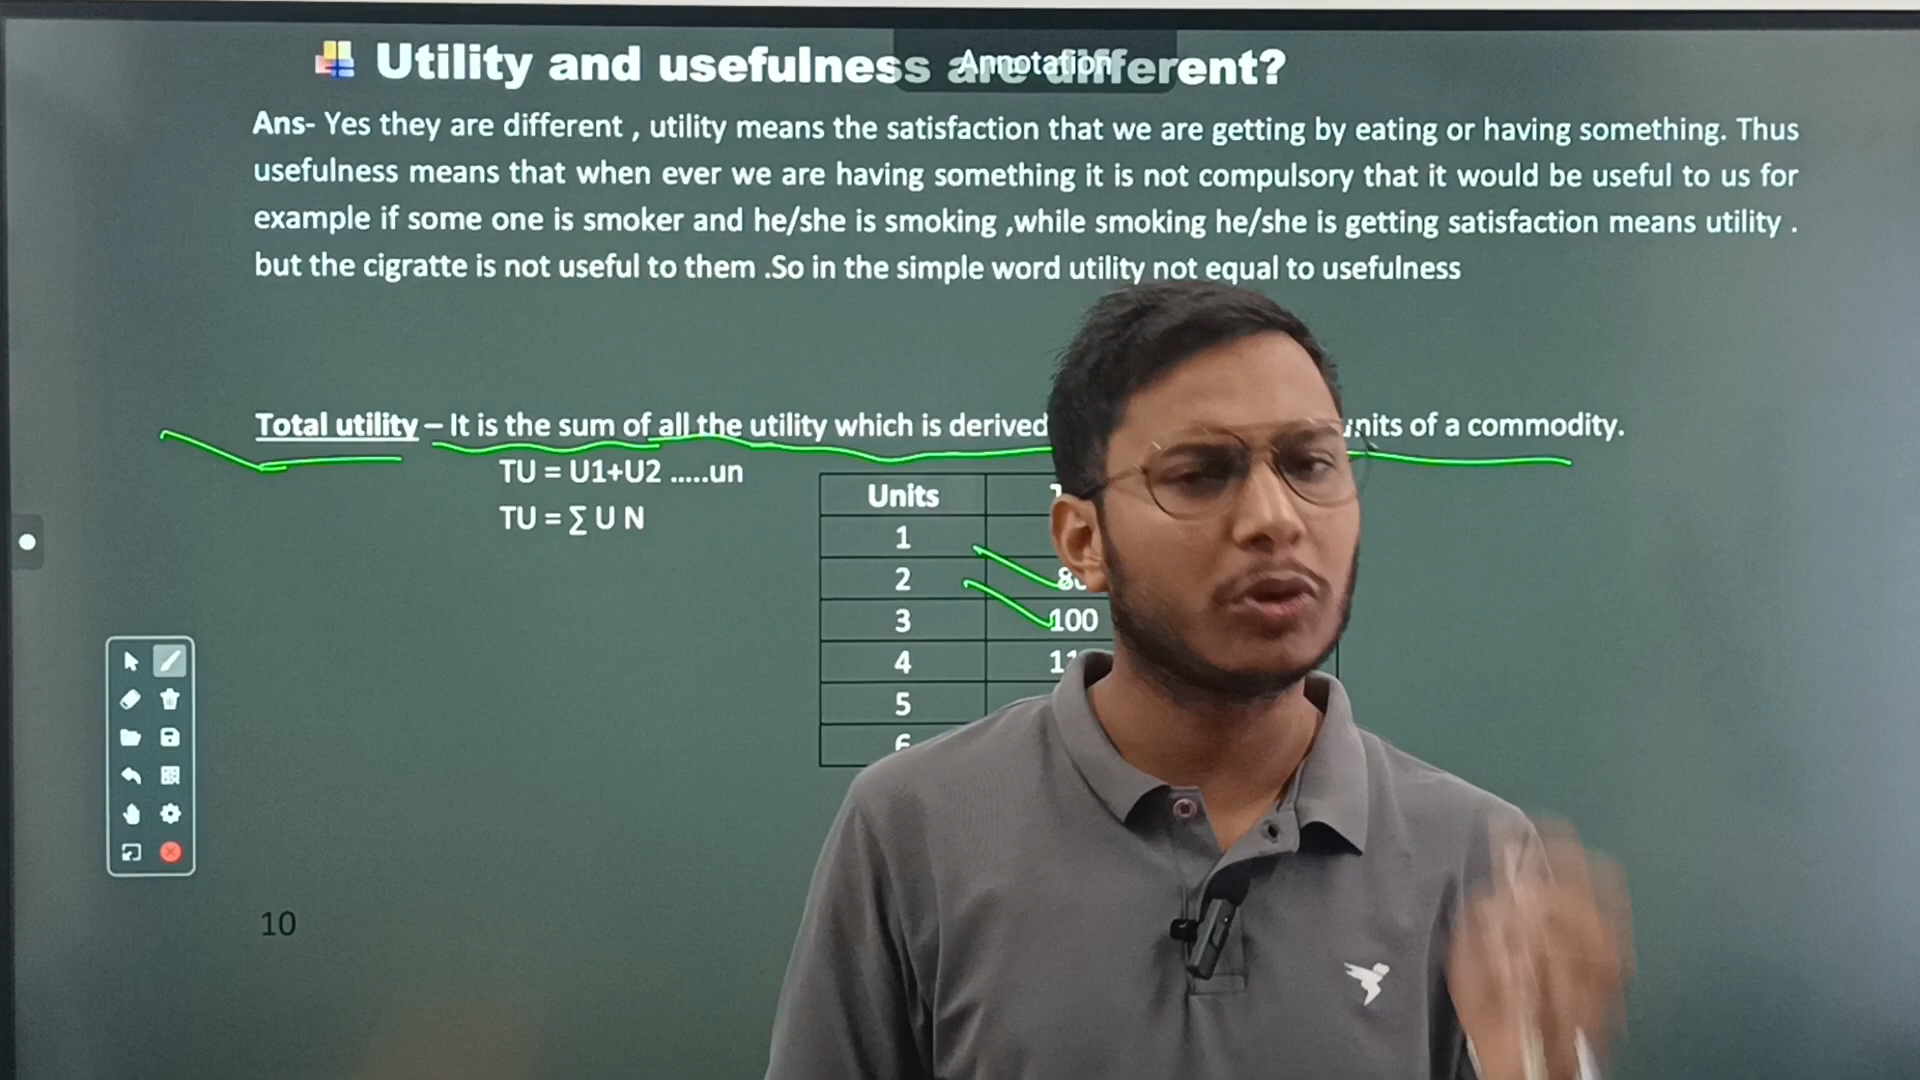 Utility and usefulness are different?
Annotation
Ans- Yes they are different , utility means the satisfaction that we are getting by eating or having something. Thus
usefulness means that when ever we are having something it is not compulsory that it would be useful to us for
example if some one is smoker and he/she is smoking ,while smoking he/she is getting satisfaction means utility .
but the cigratte is not useful to them .So in the simple word utility not equal to usefulness
Total utility – It is the sum of all the utility which is derived of a commodity.
TU = U1+U2 .....un
TU = ∑ U N
Units
1
2
3 100
4
5
10